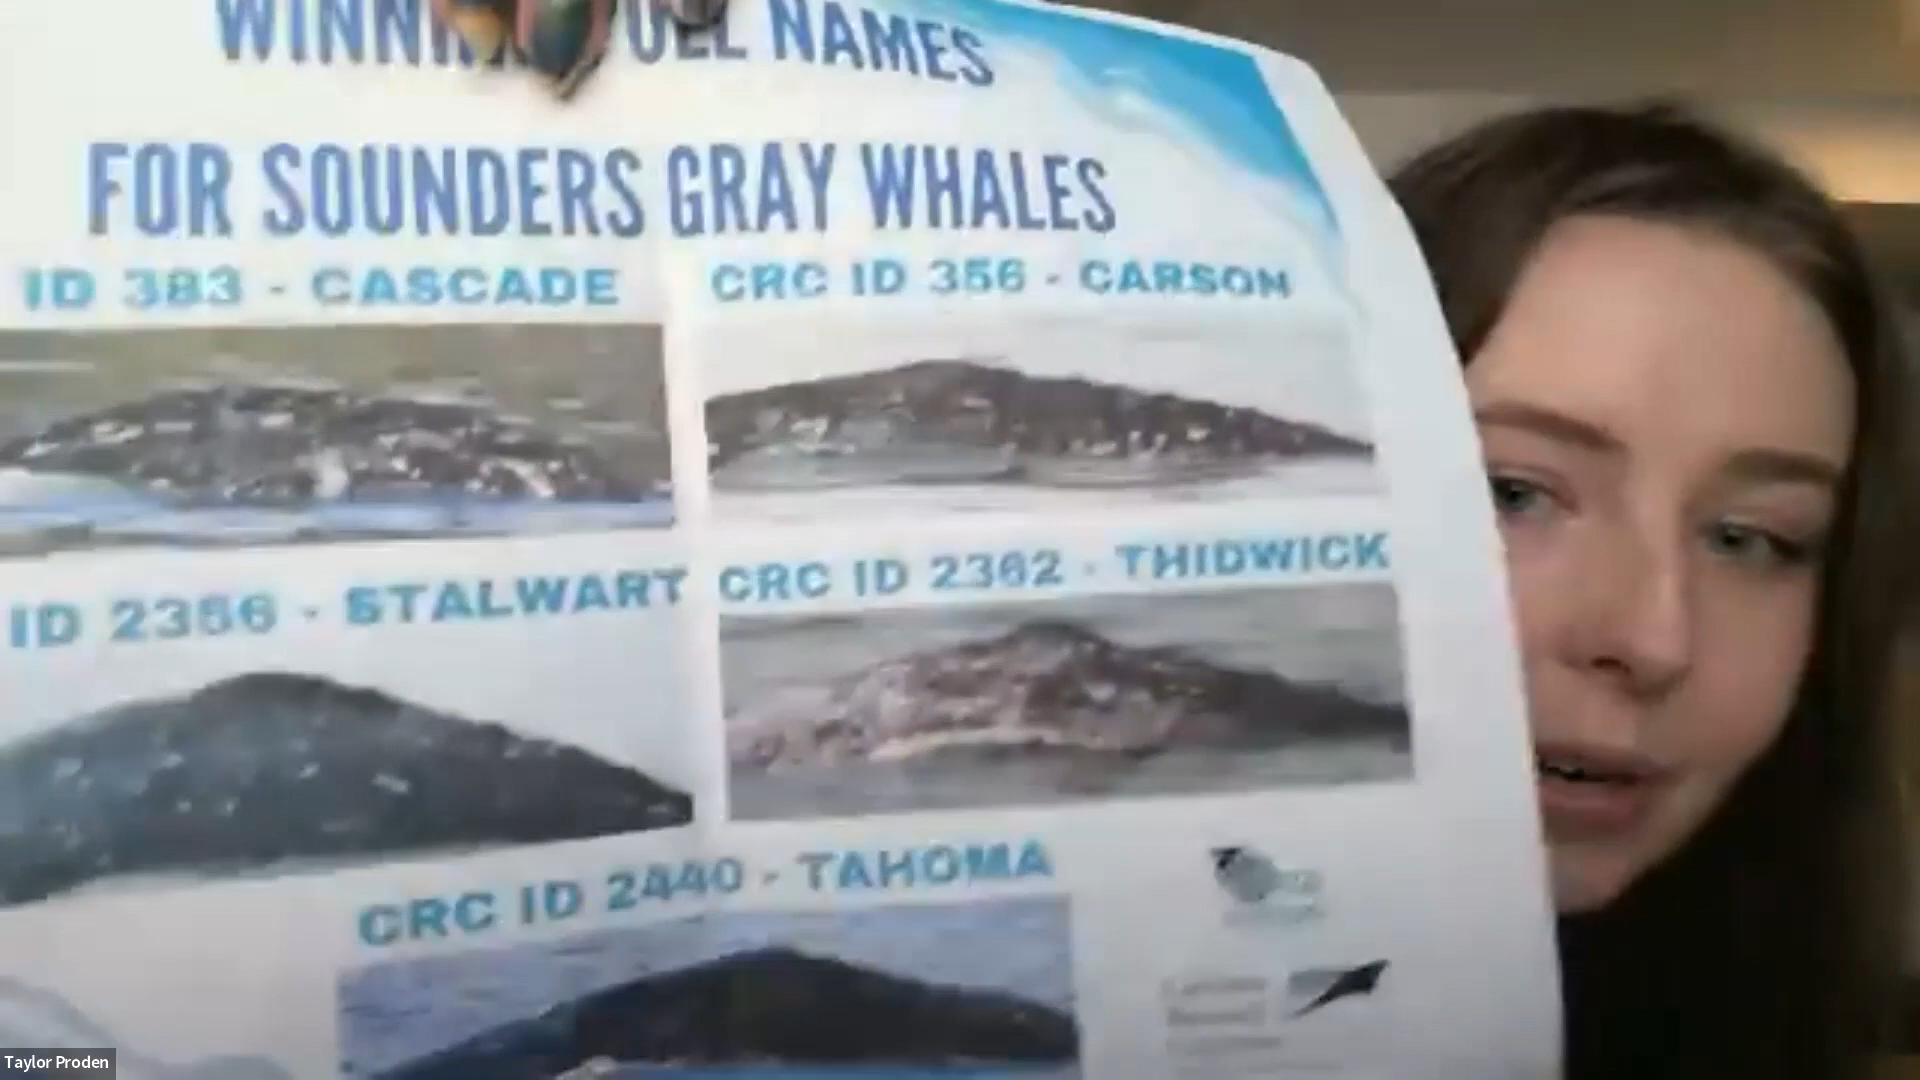 NAMES
FOR SOUNDERS GRAY WHALES
ID 383 - CASCADE
CRC ID 356 - CARSON
ID 2356 - STALWART
CRC ID 2362 - THIDWICK
CRC ID 2440 - TAHOMA
Taylor Proden